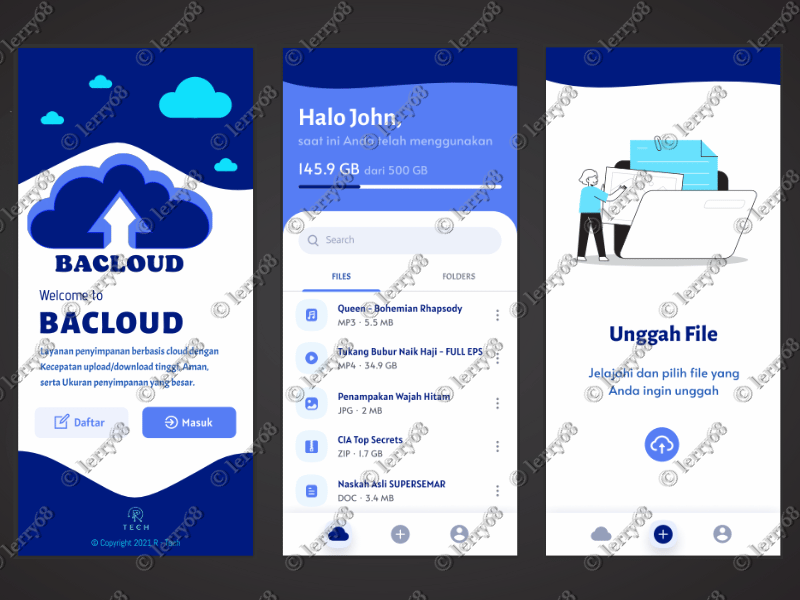 BACLOUD
Welcome to
BACLOUD
Layanan penyimpanan berbasis cloud dengan
Kecepatan upload/download tinggi, Aman,
serta Ukuran penyimpanan yang besar.
Daftar
Masuk
TECH
© Copyright 2021 R - Tech
Halo John,
saat ini Anda telah menggunakan
145.9 GB dari 500 GB
Search
FILES FOLDERS
Queen - Bohemian Rhapsody
MP3 · 5.5 MB
Tukang Bubur Naik Haji - FULL EPS
MP4 · 34.9 GB
Penampakan Wajah Hitam
JPG · 2 MB
CIA Top Secrets
ZIP · 1.7 GB
Naskah Asli SUPERSEMAR
DOC · 3.4 MB
Unggah File
Jelajahi dan pilih file yang
Anda ingin unggah
© lerry68